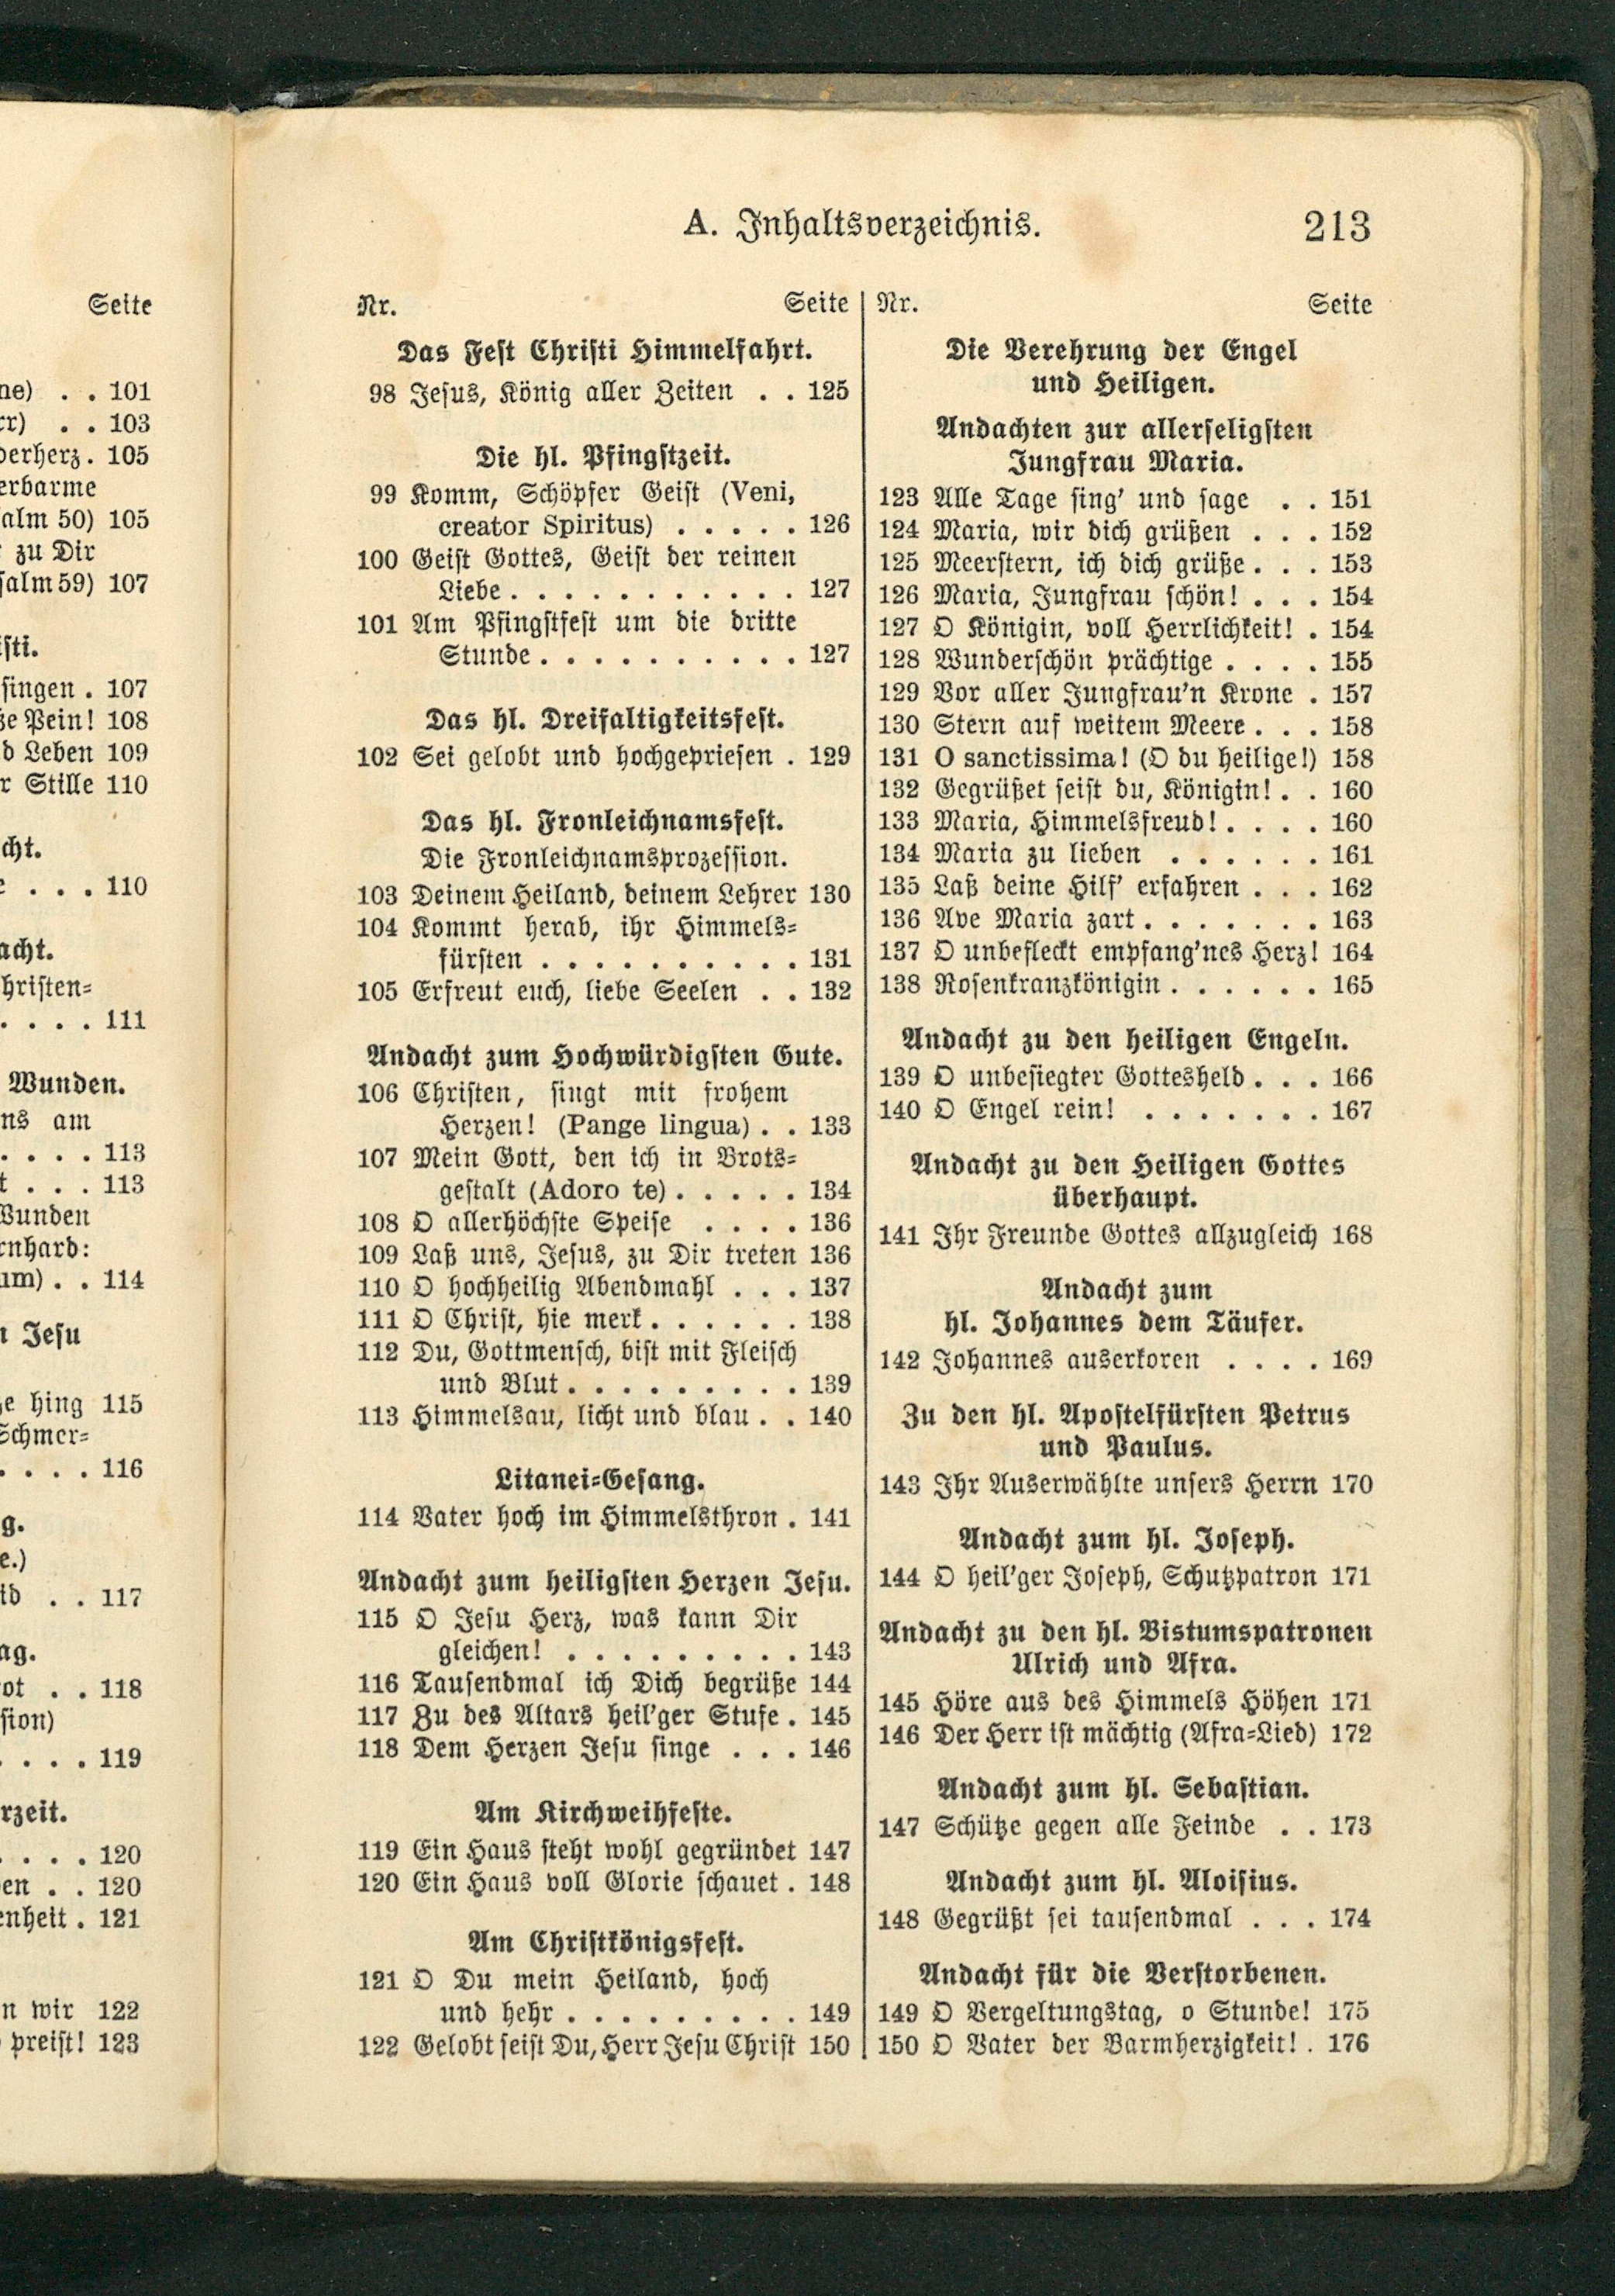 Seite
ne) . . 101
rr) . . 103
derherz. 105
erbarme
alm 50) 105
zu Dir
salm 59) 107
isti.
singen . 107
ße Pein! 108
d Leben 109
r Stille 110
cht.
e . . . 110
acht.
hristen=
. . . . 111
Wunden.
ns am
. . . . 113
t . . . 113
Wunden
rnhard:
um) . . 114
n Jesu
ze hing 115
Schmer=
. . . . 116
g.
e.)
id . . 117
ag.
ot . . 118
sion)
. . . . 119
rzeit.
. . . . 120
en . . 120
enheit . 121
n wir 122
preist! 123
A. Inhaltsverzeichnis. 213
Nr. Seite
Das Fest Christi Himmelfahrt.
98 Jesus, König aller Zeiten . . 125
Die hl. Pfingstzeit.
99 Komm, Schöpfer Geist (Veni,
creator Spiritus) . . . . . 126
100 Geist Gottes, Geist der reinen
Liebe . . . . . . . . . . . 127
101 Am Pfingstfest um die dritte
Stunde . . . . . . . . . . 127
Das hl. Dreifaltigkeitsfest.
102 Sei gelobt und hochgepriesen . 129
Das hl. Fronleichnamsfest.
Die Fronleichnamsprozession.
103 Deinem Heiland, deinem Lehrer 130
104 Kommt herab, ihr Himmels=
fürsten . . . . . . . . . . 131
105 Erfreut euch, liebe Seelen . . 132
Andacht zum Hochwürdigsten Gute.
106 Christen, singt mit frohem
Herzen! (Pange lingua) . . 133
107 Mein Gott, den ich in Brots=
gestalt (Adoro te) . . . . . 134
108 O allerhöchste Speise . . . . 136
109 Laß uns, Jesus, zu Dir treten 136
110 O hochheilig Abendmahl . . . 137
111 O Christ, hie merk . . . . . . 138
112 Du, Gottmensch, bist mit Fleisch
und Blut . . . . . . . . . 139
113 Himmelsau, licht und blau . . 140
Litanei=Gesang.
114 Vater hoch im Himmelsthron . 141
Andacht zum heiligsten Herzen Jesu.
115 O Jesu Herz, was kann Dir
gleichen! . . . . . . . . . 143
116 Tausendmal ich Dich begrüße 144
117 Zu des Altars heil'ger Stufe . 145
118 Dem Herzen Jesu singe . . . 146
Am Kirchweihfeste.
119 Ein Haus steht wohl gegründet 147
120 Ein Haus voll Glorie schauet . 148
Am Christkönigsfest.
121 O Du mein Heiland, hoch
und hehr . . . . . . . . . 149
122 Gelobt seist Du, Herr Jesu Christ 150
Nr. Seite
Die Verehrung der Engel
und Heiligen.
Andachten zur allerseligsten
Jungfrau Maria.
123 Alle Tage sing' und sage . . 151
124 Maria, wir dich grüßen . . . 152
125 Meerstern, ich dich grüße . . . 153
126 Maria, Jungfrau schön! . . . 154
127 O Königin, voll Herrlichkeit! . 154
128 Wunderschön prächtige . . . . 155
129 Vor aller Jungfrau'n Krone . 157
130 Stern auf weitem Meere . . . 158
131 O sanctissima! (O du heilige!) 158
132 Gegrüßet seist du, Königin! . . 160
133 Maria, Himmelsfreud! . . . . 160
134 Maria zu lieben . . . . . . 161
135 Laß deine Hilf' erfahren . . . 162
136 Ave Maria zart . . . . . . . 163
137 O unbefleckt empfang'nes Herz! 164
138 Rosenkranzkönigin . . . . . . 165
Andacht zu den heiligen Engeln.
139 O unbesiegter Gottesheld . . . 166
140 O Engel rein! . . . . . . . 167
Andacht zu den Heiligen Gottes
überhaupt.
141 Ihr Freunde Gottes allzugleich 168
Andacht zum
hl. Johannes dem Täufer.
142 Johannes auserkoren . . . . 169
Zu den hl. Apostelfürsten Petrus
und Paulus.
143 Ihr Auserwählte unsers Herrn 170
Andacht zum hl. Joseph.
144 O heil'ger Joseph, Schutzpatron 171
Andacht zu den hl. Bistumspatronen
Ulrich und Afra.
145 Höre aus des Himmels Höhen 171
146 Der Herr ist mächtig (Afra=Lied) 172
Andacht zum hl. Sebastian.
147 Schütze gegen alle Feinde . . 173
Andacht zum hl. Aloisius.
148 Gegrüßt sei tausendmal . . . 174
Andacht für die Verstorbenen.
149 O Vergeltungstag, o Stunde! 175
150 O Vater der Barmherzigkeit! . 176